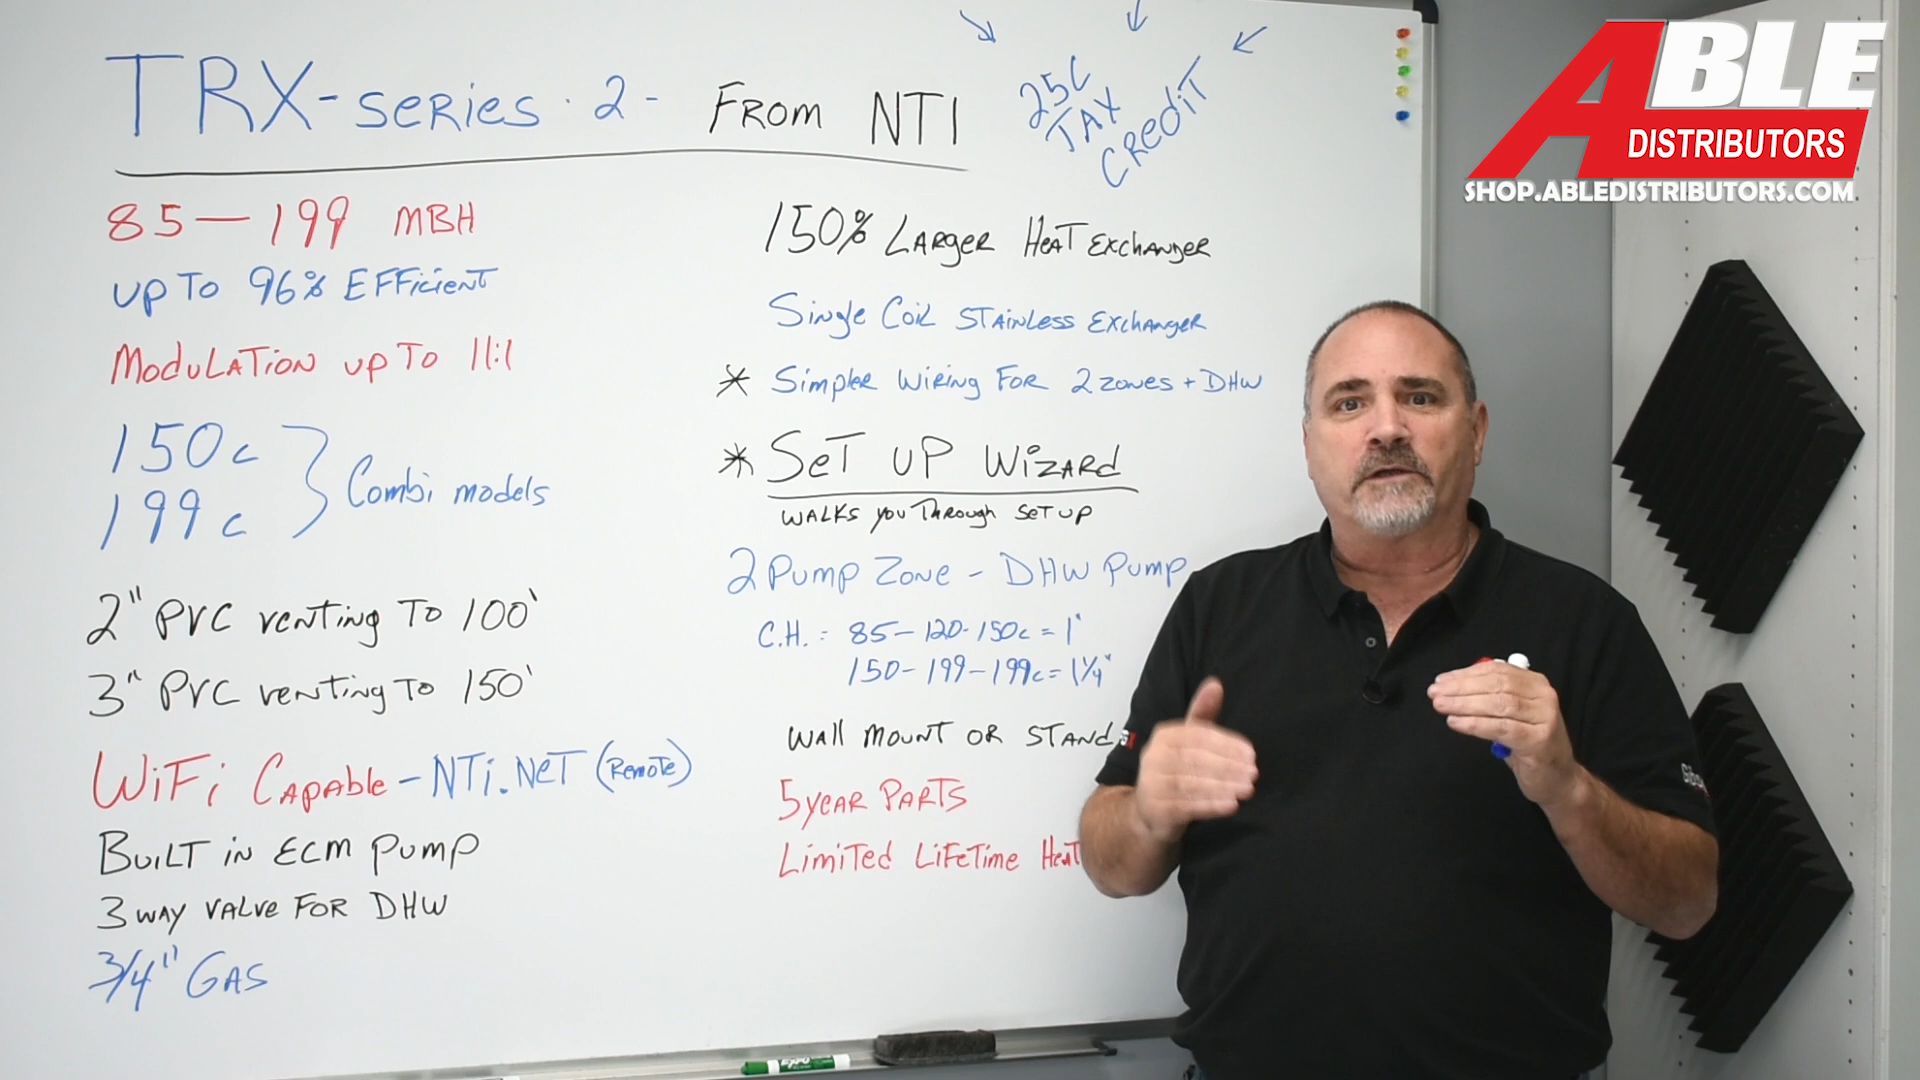 TRX-series 2 - From NTI
25C
TAX
CREDIT
ABLE
DISTRIBUTORS
SHOP.ABLEDISTRIBUTORS.COM
85 — 199 MBH
up To 96% Efficient
Modulation up To 11:1
150c
199c
Combi models
2" PVC venting To 100'
3" PVC venting To 150'
WiFi Capable - NTi.NET (Remote)
Built in ECM pump
3 way valve for DHW
3/4" Gas
150% Larger Heat Exchanger
Single Coil Stainless Exchanger
* Simpler Wiring For 2 zones + DHW
* Set up Wizard
Walks you Through set up
2 Pump Zone - DHW Pump
C.H. : 85 - 120 - 150c = 1"
150 - 199 - 199c = 1 1/4"
Wall mount or Stand
5 year Parts
Limited Lifetime Heat
EXPO